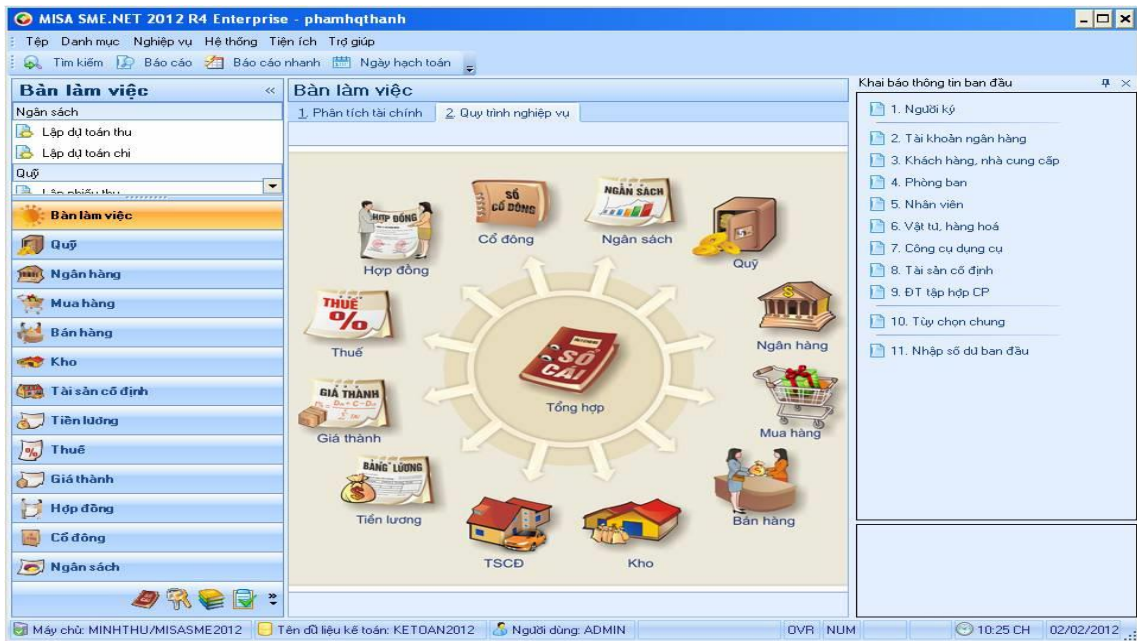 MISA SME.NET 2012 R4 Enterprise - phamhqthanh
Tệp Danh mục Nghiệp vụ Hệ thống Tiện ích Trợ giúp
Tìm kiếm Báo cáo Báo cáo nhanh Ngày hạch toán
Bàn làm việc «
Ngân sách
Lập dự toán thu
Lập dự toán chi
Quỹ
Lập phiếu thu
Bàn làm việc
Quỹ
Ngân hàng
Mua hàng
Bán hàng
Kho
Tài sản cố định
Tiền lương
Thuế
Giá thành
Hợp đồng
Cổ đông
Ngân sách
Bàn làm việc
1. Phân tích tài chính 2. Quy trình nghiệp vụ
SỔ CỔ ĐÔNG
Cổ đông
NGÂN SÁCH
Ngân sách
HỢP ĐỒNG
Hợp đồng
Quỹ
THUẾ
%
Thuế
Ngân hàng
SỔ CÁI
Tổng hợp
GIÁ THÀNH
Giá thành
Mua hàng
BẢNG LƯƠNG
Tiền lương
Bán hàng
TSCĐ
Kho
Khai báo thông tin ban đầu
1. Người ký
2. Tài khoản ngân hàng
3. Khách hàng, nhà cung cấp
4. Phòng ban
5. Nhân viên
6. Vật tư, hàng hoá
7. Công cụ dụng cụ
8. Tài sản cố định
9. ĐT tập hợp CP
10. Tùy chọn chung
11. Nhập số dư ban đầu
Máy chủ: MINHTHU/MISASME2012 Tên dữ liệu kế toán: KETOAN2012 Người dùng: ADMIN OVR NUM 10:25 CH 02/02/2012